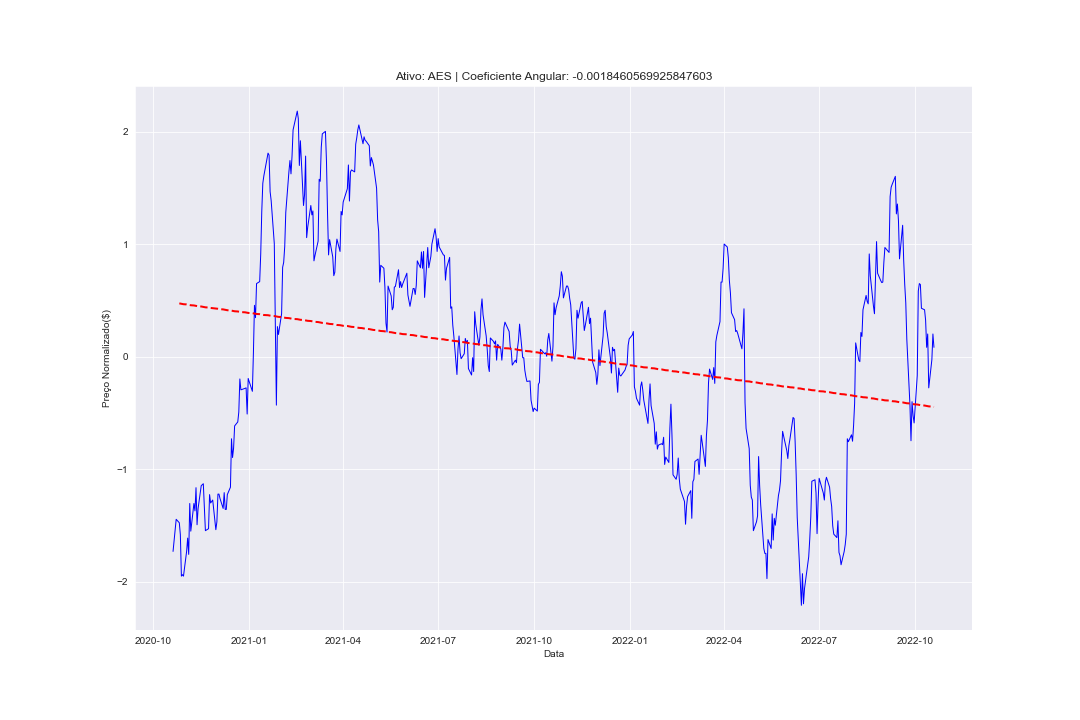 Ativo: AES | Coeficiente Angular: -0.0018460569925847603
Preço Normalizado($)
2
1
0
−1
−2
2020-10 2021-01 2021-04 2021-07 2021-10 2022-01 2022-04 2022-07 2022-10
Data